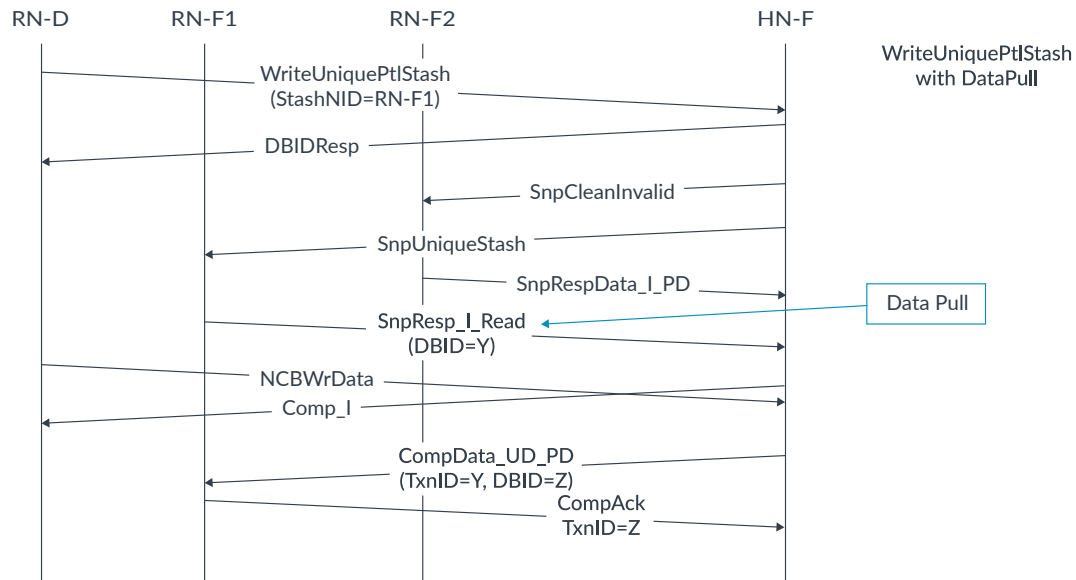 RN-D
RN-F1
RN-F2
HN-F
WriteUniquePtlStash
with DataPull
WriteUniquePtlStash
(StashNID=RN-F1)
DBIDResp
SnpCleanInvalid
SnpUniqueStash
SnpRespData_I_PD
Data Pull
SnpResp_I_Read
(DBID=Y)
NCBWrData
Comp_I
CompData_UD_PD
(TxnID=Y, DBID=Z)
CompAck
TxnID=Z